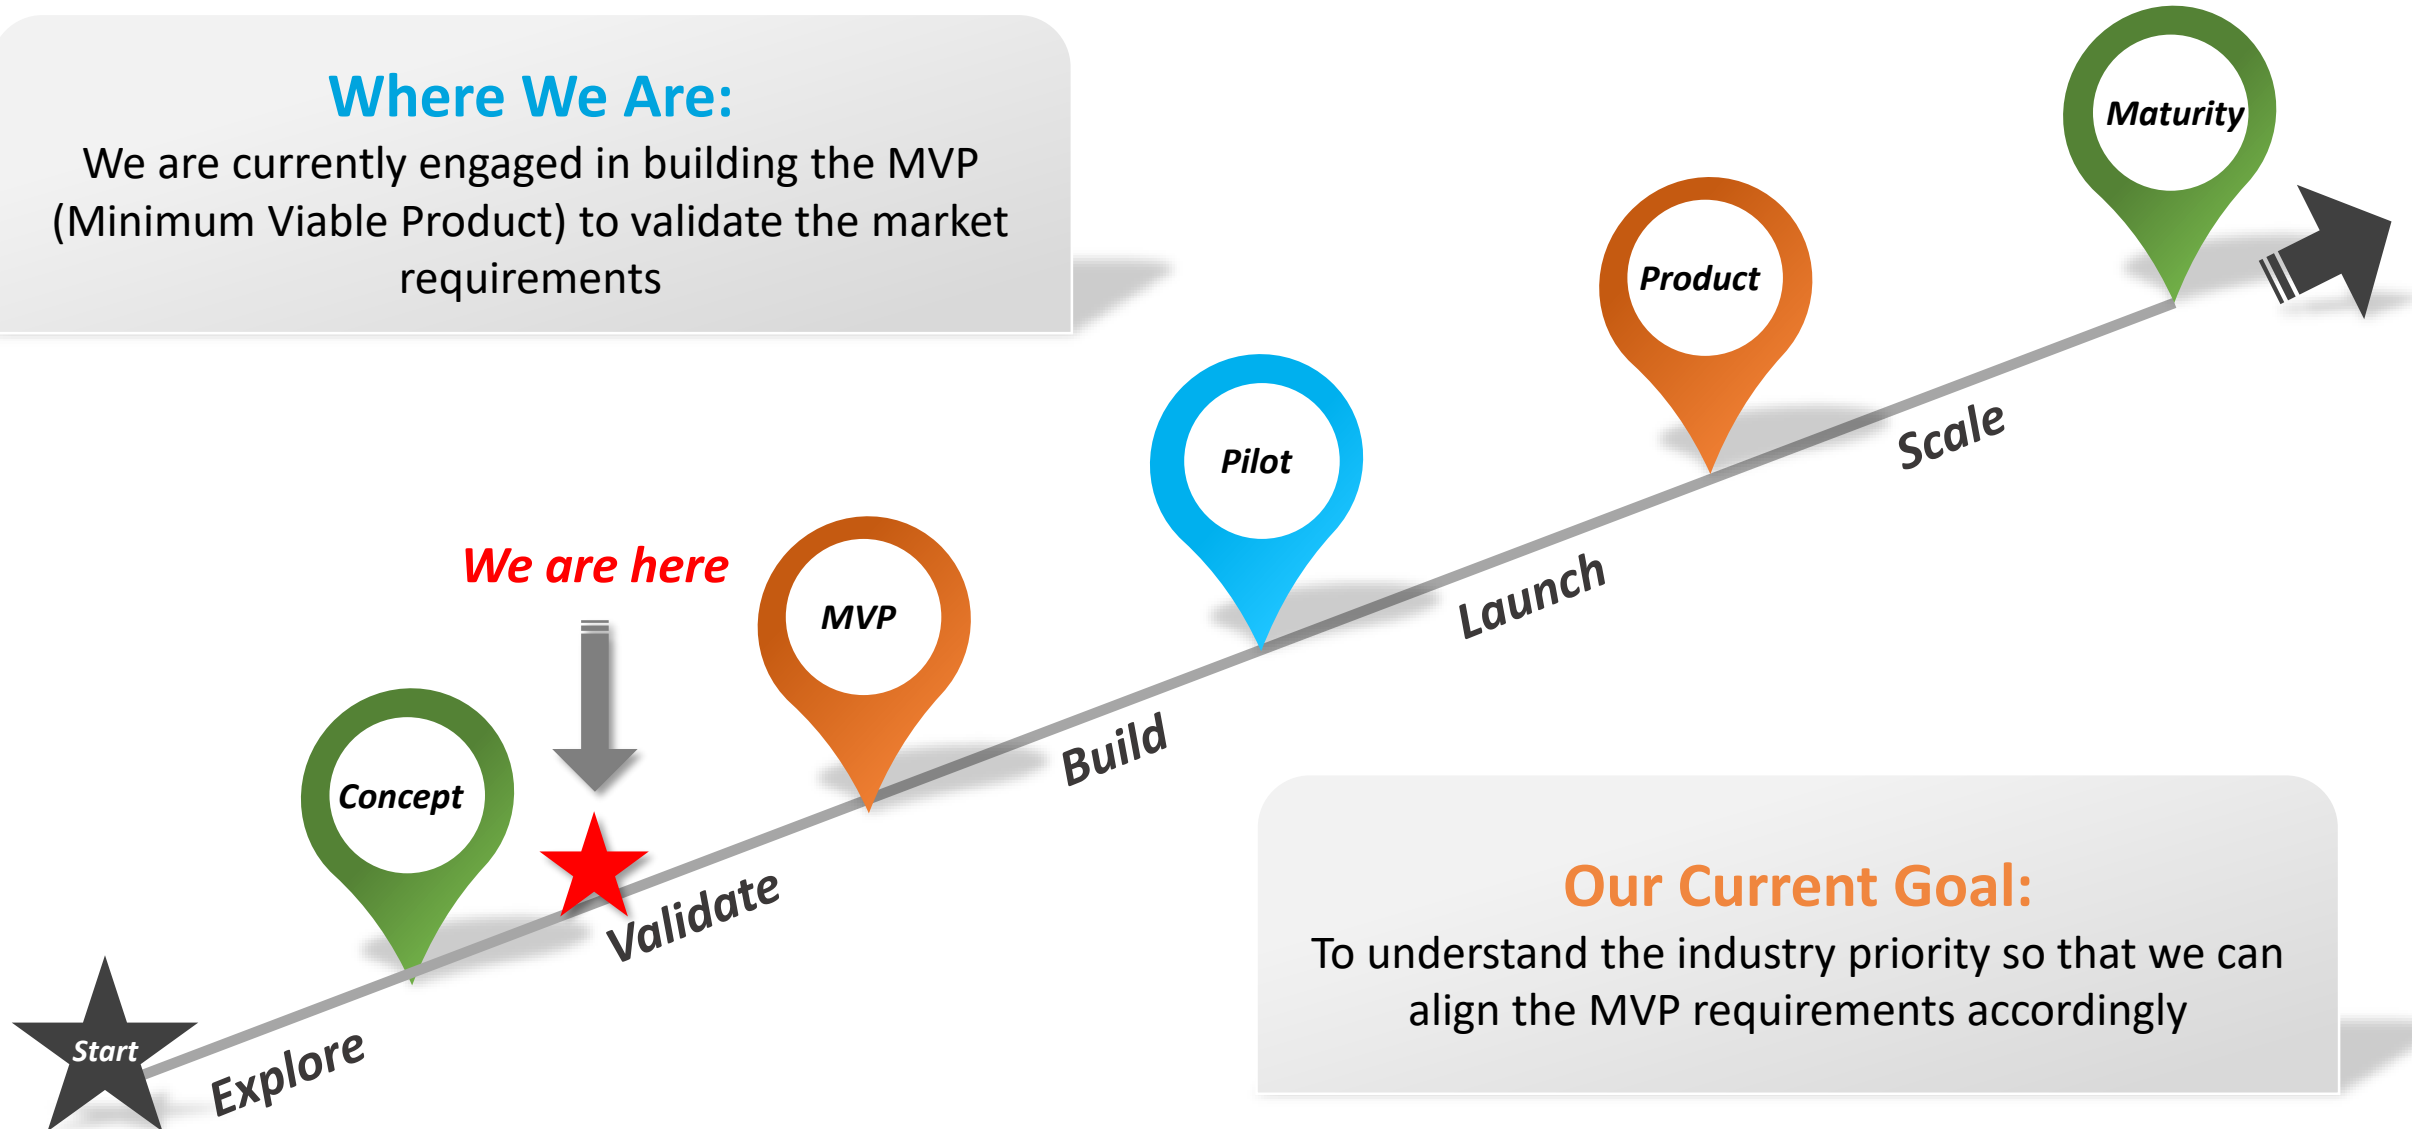 Where We Are:
We are currently engaged in building the MVP
(Minimum Viable Product) to validate the market
requirements
Maturity
Product
Scale
Pilot
Launch
We are here
MVP
Build
Concept
Validate
Start
Explore
Our Current Goal:
To understand the industry priority so that we can
align the MVP requirements accordingly